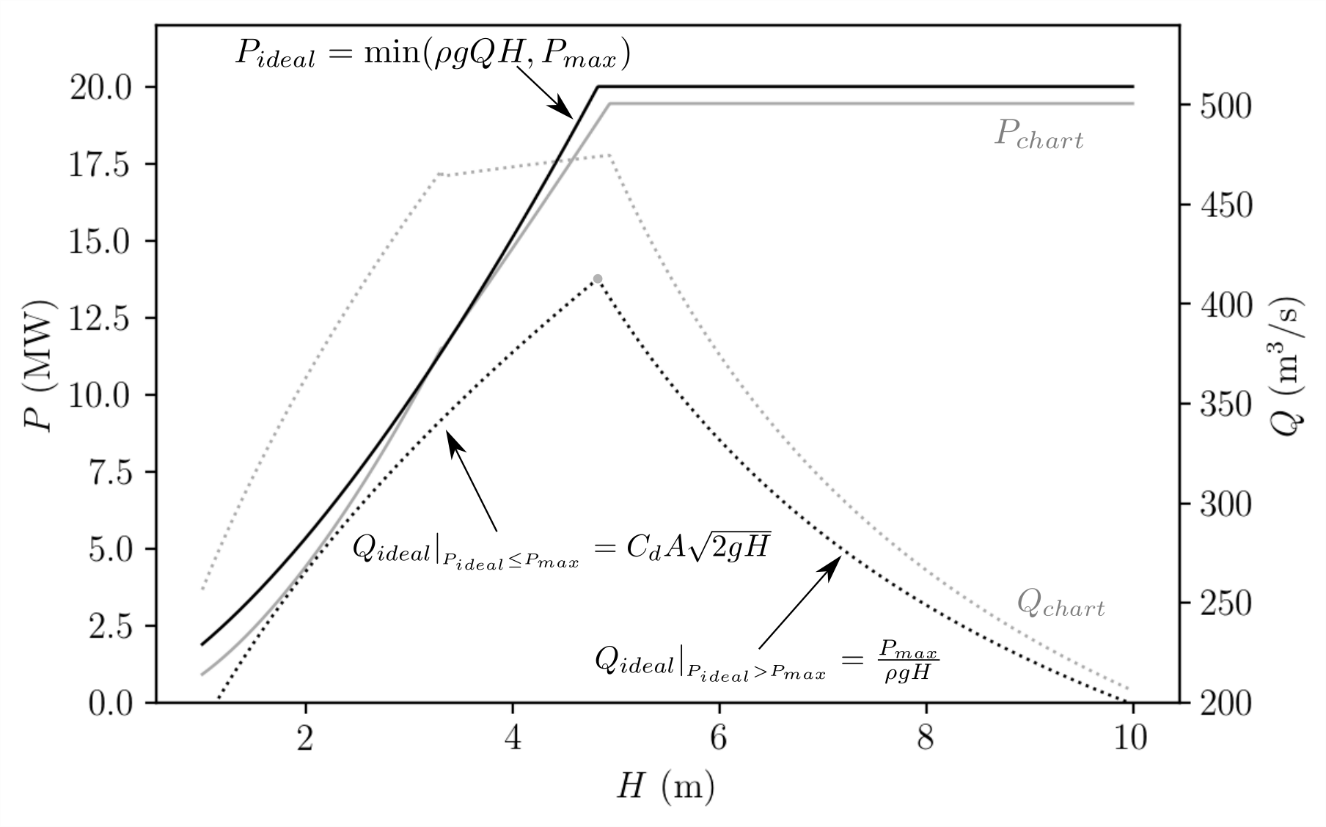 P_{ideal} = min(ρgQH, P_{max})
20.0
17.5
15.0
12.5
10.0
7.5
5.0
2.5
0.0
P (MW)
500
450
400
350
300
250
200
Q (m³/s)
P_{chart}
Q_{ideal}|_{P_{ideal} ≤ P_{max}} = C_d A√2gH
Q_{chart}
Q_{ideal}|_{P_{ideal} > P_{max}} = P_{max}/ρgH
2 4 6 8 10
H (m)